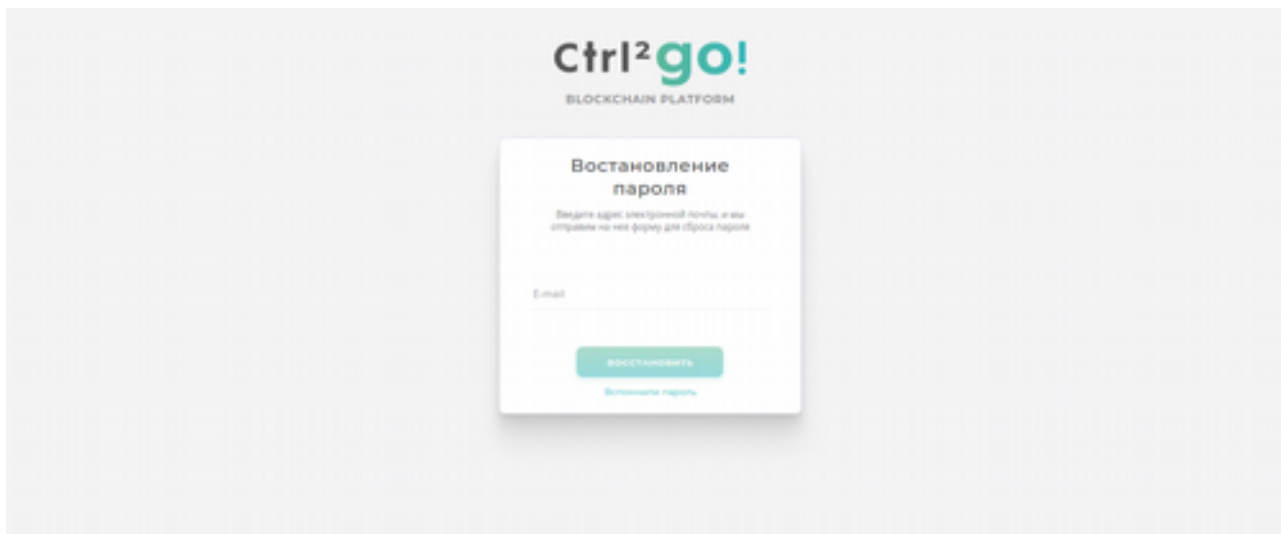 Ctrl²go!
BLOCKCHAIN PLATFORM
Востановление
пароля
Введите адрес электронной почты, и мы
отправим на нее форму для сброса пароля
E-mail
ВОССТАНОВИТЬ
Вспомнили пароль